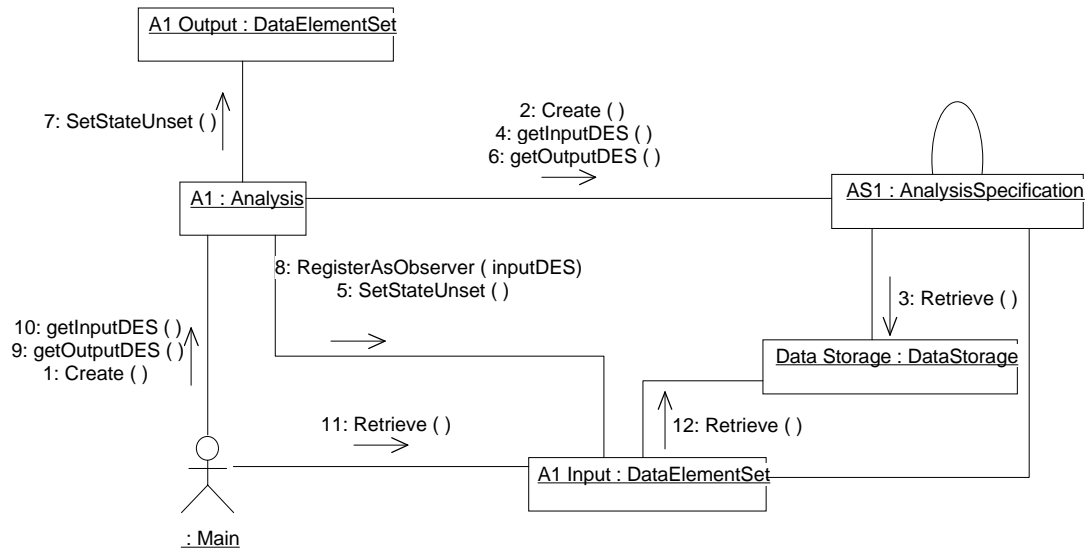 A1 Output : DataElementSet
7: SetStateUnset ( )
2: Create ( )
4: getInputDES ( )
6: getOutputDES ( )
A1 : Analysis
AS1 : AnalysisSpecification
8: RegisterAsObserver ( inputDES)
5: SetStateUnset ( )
3: Retrieve ( )
10: getInputDES ( )
9: getOutputDES ( )
1: Create ( )
Data Storage : DataStorage
11: Retrieve ( )
12: Retrieve ( )
A1 Input : DataElementSet
: Main